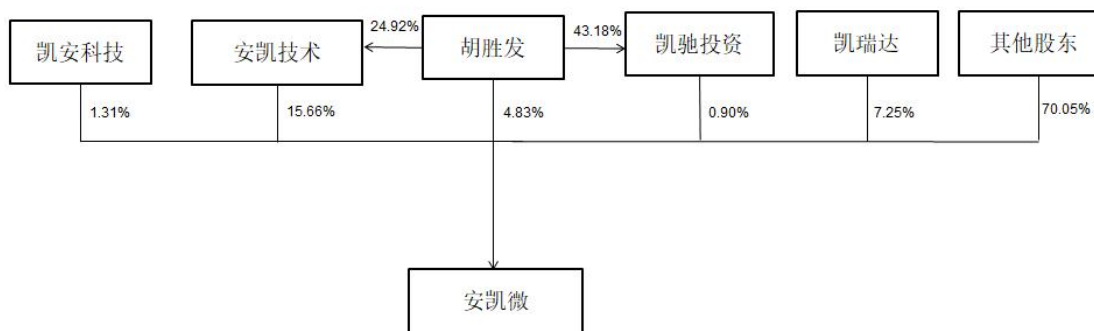 24.92%
43.18%
凯安科技
安凯技术
胡胜发
凯驰投资
凯瑞达
其他股东
1.31%
15.66%
4.83%
0.90%
7.25%
70.05%
安凯微